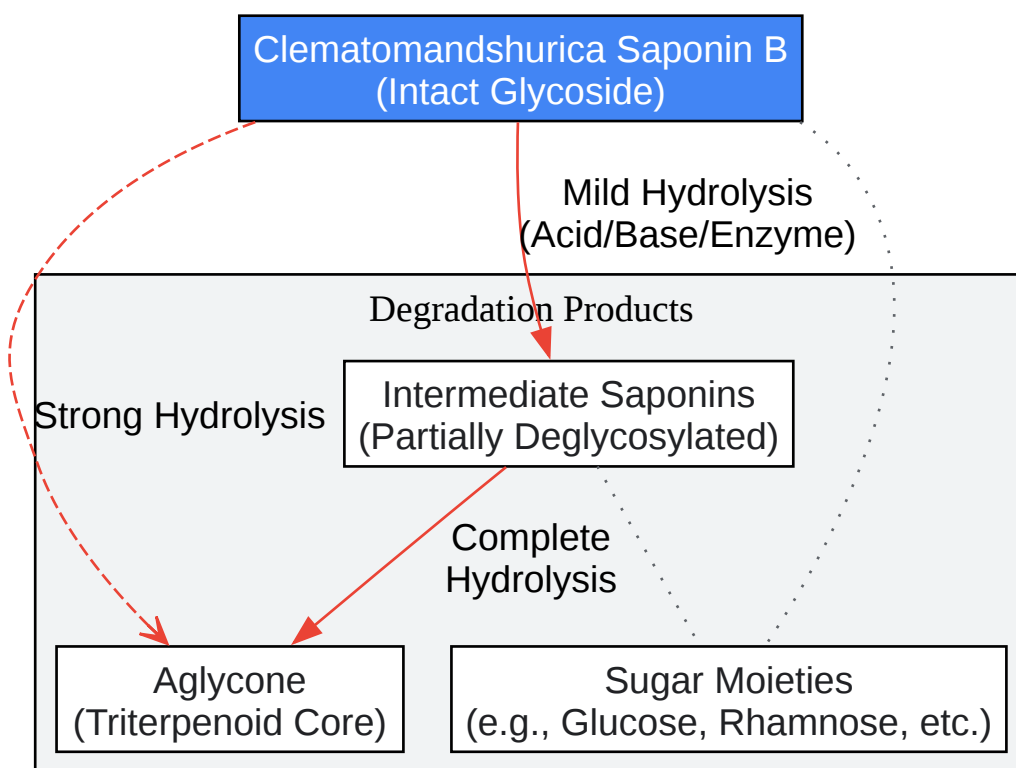 Clematomandshurica Saponin B
(Intact Glycoside)
Mild Hydrolysis
(Acid/Base/Enzyme)
Degradation Products
Intermediate Saponins
(Partially Deglycosylated)
Strong Hydrolysis
Complete
Hydrolysis
Aglycone
(Triterpenoid Core)
Sugar Moieties
(e.g., Glucose, Rhamnose, etc.)